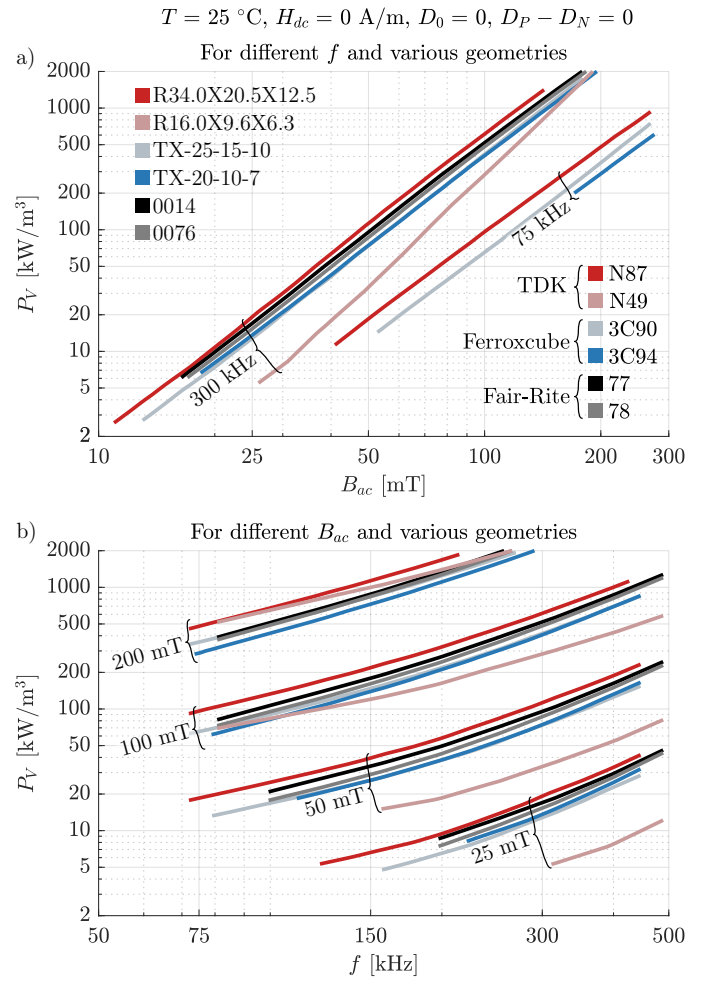 T = 25 °C, H_dc = 0 A/m, D_0 = 0, D_P − D_N = 0
a) For different f and various geometries
2000
1000
500
200
100
50
20
10
5
2
P_V [kW/m³]
R34.0X20.5X12.5
R16.0X9.6X6.3
TX-25-15-10
TX-20-10-7
0014
0076
75 kHz
300 kHz
TDK
N87
N49
Ferroxcube
3C90
3C94
Fair-Rite
77
78
10 25 50 100 200 300
B_ac [mT]
b) For different B_ac and various geometries
2000
1000
500
200
100
50
20
10
5
2
P_V [kW/m³]
200 mT
100 mT
50 mT
25 mT
50 75 150 300 500
f [kHz]